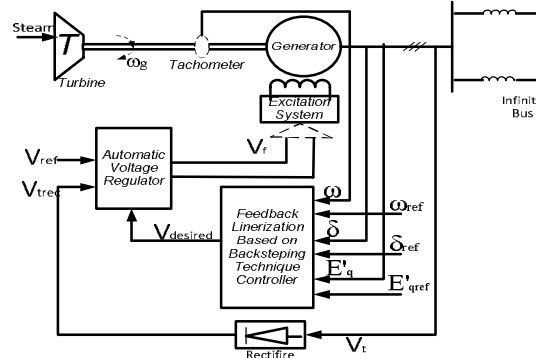 Steam
T
Turbine
ωg
Tachometer
Generator
Excitation
System
Infinit
Bus
Vf
Automatic
Voltage
Regulator
Vref
Vtrec
Vdesired
Feedback
Linerization
Based on
Backsteping
Technique
Controller
ω
ωref
δ
δref
E'q
E'qref
Vt
Rectifire